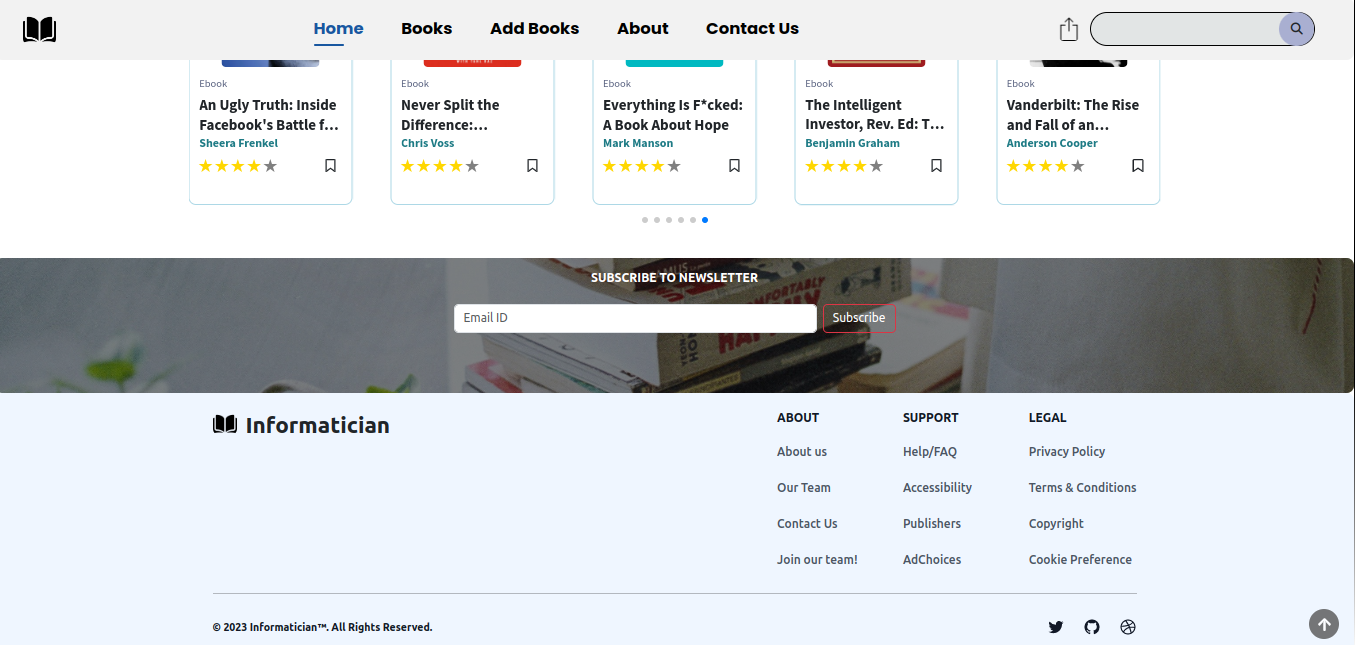 Home Books Add Books About Contact Us
WITH YOUR HAT
Ebook
An Ugly Truth: Inside
Facebook's Battle f...
Sheera Frenkel
Ebook
Never Split the
Difference:...
Chris Voss
Ebook
Everything Is F*cked:
A Book About Hope
Mark Manson
Ebook
The Intelligent
Investor, Rev. Ed: T...
Benjamin Graham
Ebook
Vanderbilt: The Rise
and Fall of an...
Anderson Cooper
SUBSCRIBE TO NEWSLETTER
Email ID
Subscribe
Informatician
ABOUT
About us
Our Team
Contact Us
Join our team!
SUPPORT
Help/FAQ
Accessibility
Publishers
AdChoices
LEGAL
Privacy Policy
Terms & Conditions
Copyright
Cookie Preference
© 2023 Informatician™. All Rights Reserved.